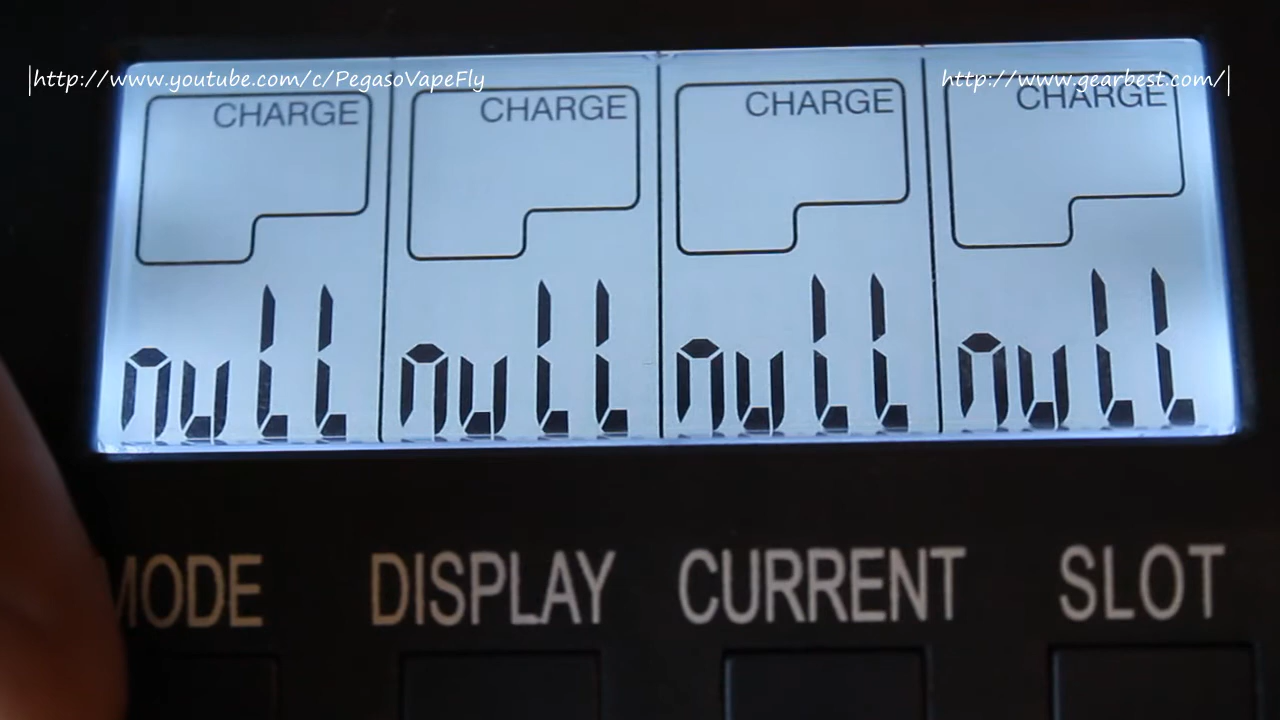 |http://www.youtube.com/c/PegasoVapeFly http://www.gearbest.com/|
CHARGE CHARGE CHARGE CHARGE
null null null null
MODE DISPLAY CURRENT SLOT